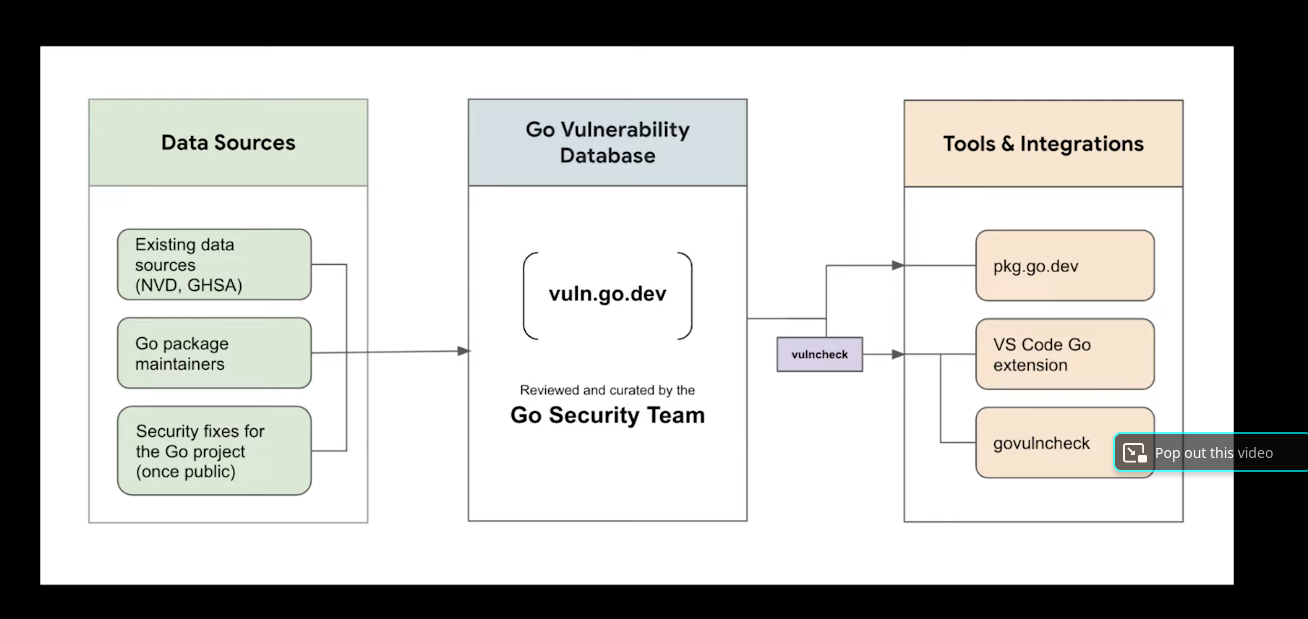 Data Sources
Existing data
sources
(NVD, GHSA)
Go package
maintainers
Security fixes for
the Go project
(once public)
Go Vulnerability
Database
vuln.go.dev
Reviewed and curated by the
Go Security Team
vulncheck
Tools & Integrations
pkg.go.dev
VS Code Go
extension
govulncheck
Pop out this video